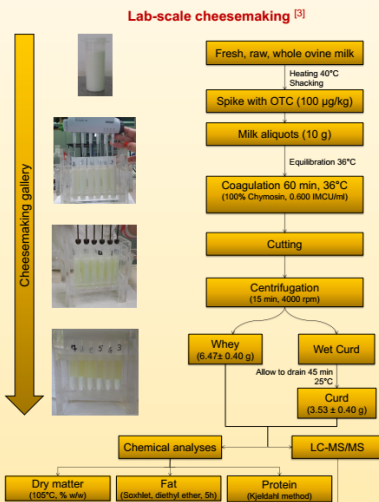 Lab-scale cheesemaking [3]
Cheesemaking gallery
Fresh, raw, whole ovine milk
Heating 40°C
Shacking
Spike with OTC (100 µg/kg)
Milk aliquots (10 g)
Equilibration 36°C
Coagulation 60 min, 36°C
(100% Chymosin, 0.600 IMCU/ml)
Cutting
Centrifugation
(15 min, 4000 rpm)
Whey
(6.47± 0.40 g)
Wet Curd
Allow to drain 45 min
25°C
Curd
(3.53 ± 0.40 g)
Chemical analyses
LC-MS/MS
Dry matter
(105°C, % w/w)
Fat
(Soxhlet, diethyl ether, 5h)
Protein
(Kjeldahl method)